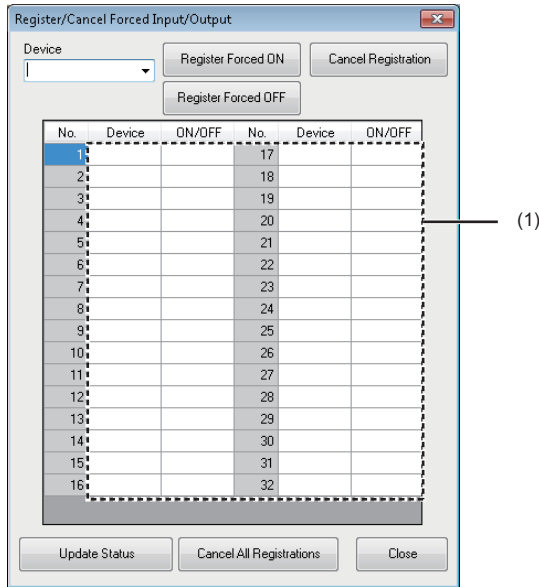 Register/Cancel Forced Input/Output
Device
Register Forced ON
Cancel Registration
Register Forced OFF
No. Device ON/OFF No. Device ON/OFF
1 17
2 18
3 19
4 20
(1)
5 21
6 22
7 23
8 24
9 25
10 26
11 27
12 28
13 29
14 30
15 31
16 32
Update Status Cancel All Registrations Close